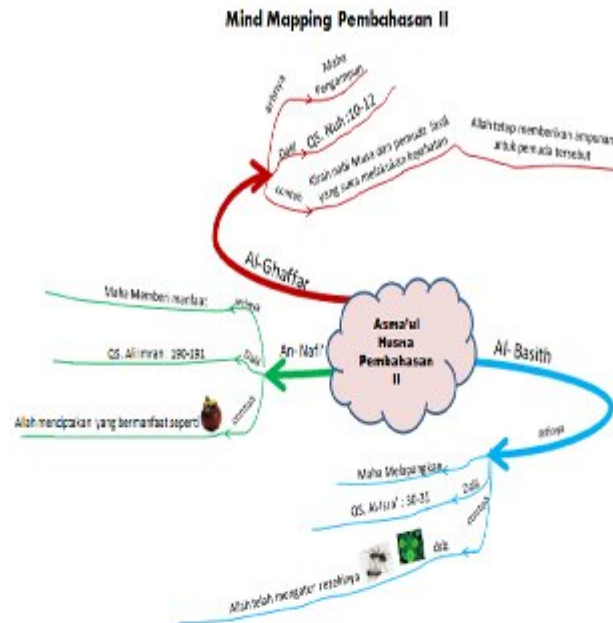 Mind Mapping Pembahasan II
artinya
Maha
Pengampun
Dalil
QS. Nuh :10-12
contoh
Kisah nabi Musa dan pemuda fasik
yang suka melakukan kejahatan
Allah tetap memberikan ampunan
untuk pemuda tersebut
Al-Ghaffar
Maha Memberi manfaat
artinya
QS. Ali Imran : 190-191
Dalil
An- Nafi'
contoh
Allah menciptakan yang bermanfaat seperti
Asma'ul
Husna
Pembahasan
II
Al- Basith
artinya
Maha Melapangkan
Dalil
QS. Al-Isra' : 30-31
contoh
dsb
Allah telah mengatur rezekinya